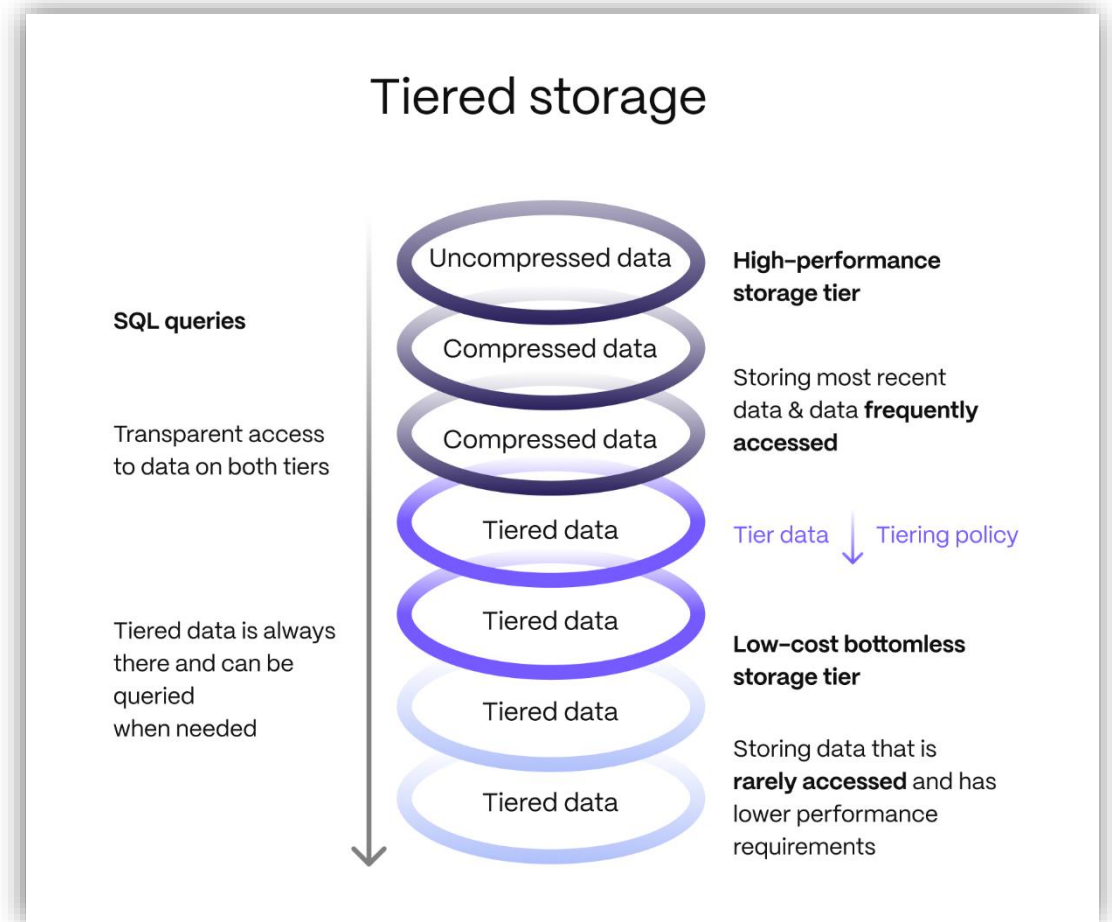 Tiered storage
SQL queries
Transparent access
to data on both tiers
Tiered data is always
there and can be
queried
when needed
Uncompressed data
Compressed data
Compressed data
Tiered data
Tiered data
Tiered data
Tiered data
High-performance
storage tier
Storing most recent
data & data frequently
accessed
Tier data
Tiering policy
Low-cost bottomless
storage tier
Storing data that is
rarely accessed and has
lower performance
requirements